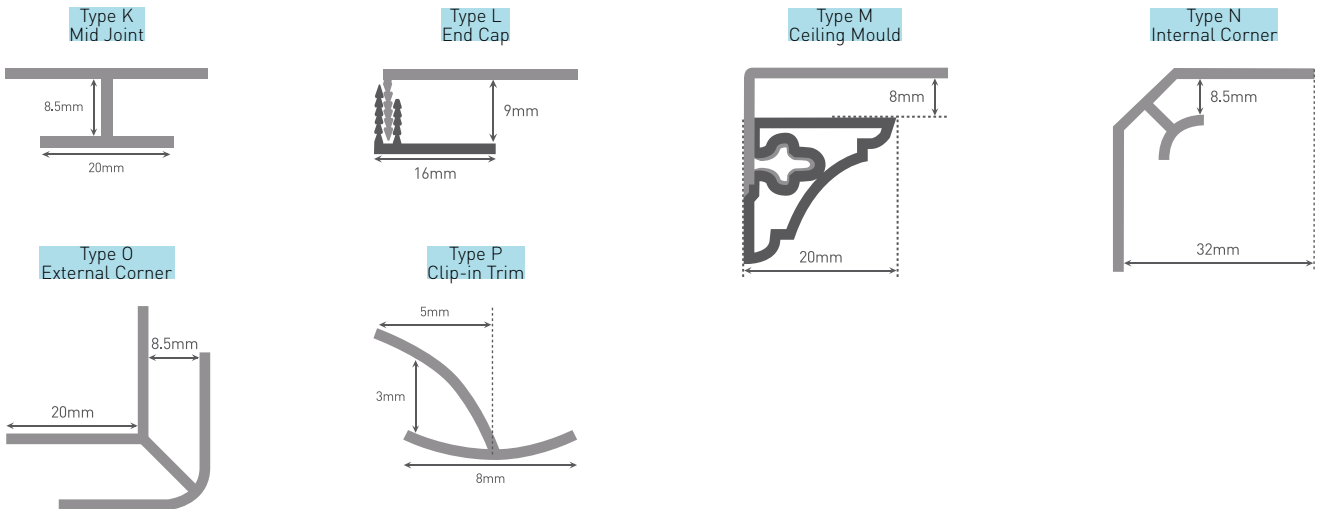 Type K
Mid Joint
8.5mm
20mm
Type L
End Cap
9mm
16mm
Type M
Ceiling Mould
8mm
20mm
Type N
Internal Corner
8.5mm
32mm
Type O
External Corner
8.5mm
20mm
Type P
Clip-in Trim
5mm
3mm
8mm